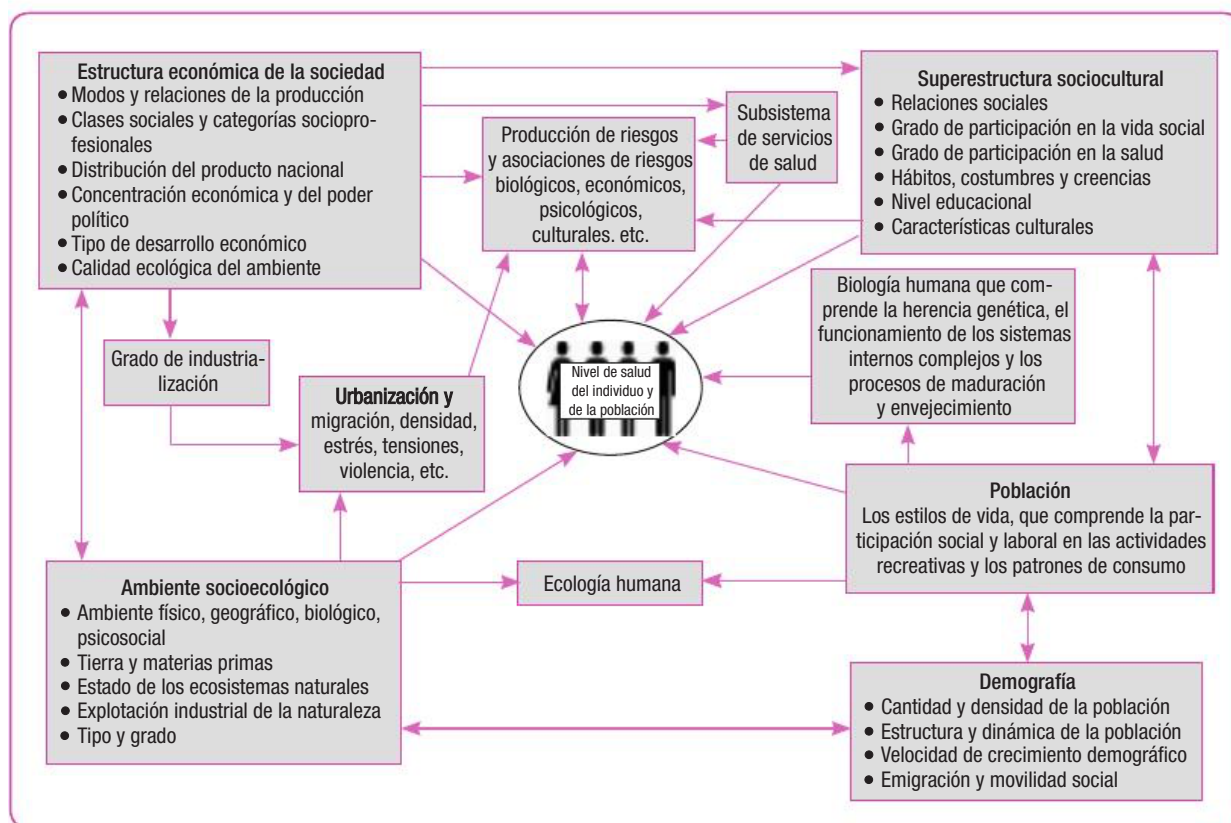 Estructura económica de la sociedad
● Modos y relaciones de la producción
● Clases sociales y categorías sociopro-
fesionales
● Distribución del producto nacional
● Concentración económica y del poder
político
● Tipo de desarrollo económico
● Calidad ecológica del ambiente
Producción de riesgos
y asociaciones de riesgos
biológicos, económicos,
psicológicos,
culturales. etc.
Subsistema
de servicios
de salud
Superestructura sociocultural
● Relaciones sociales
● Grado de participación en la vida social
● Grado de participación en la salud
● Hábitos, costumbres y creencias
● Nivel educacional
● Características culturales
Grado de industria-
lización
Urbanización y
migración, densidad,
estrés, tensiones,
violencia, etc.
Nivel de salud
del individuo y
de la población
Biología humana que com-
prende la herencia genética, el
funcionamiento de los sistemas
internos complejos y los
procesos de maduración
y envejecimiento
Población
Los estilos de vida, que comprende la par-
ticipación social y laboral en las actividades
recreativas y los patrones de consumo
Ambiente socioecológico
● Ambiente físico, geográfico, biológico,
psicosocial
● Tierra y materias primas
● Estado de los ecosistemas naturales
● Explotación industrial de la naturaleza
● Tipo y grado
Ecología humana
Demografía
● Cantidad y densidad de la población
● Estructura y dinámica de la población
● Velocidad de crecimiento demográfico
● Emigración y movilidad social